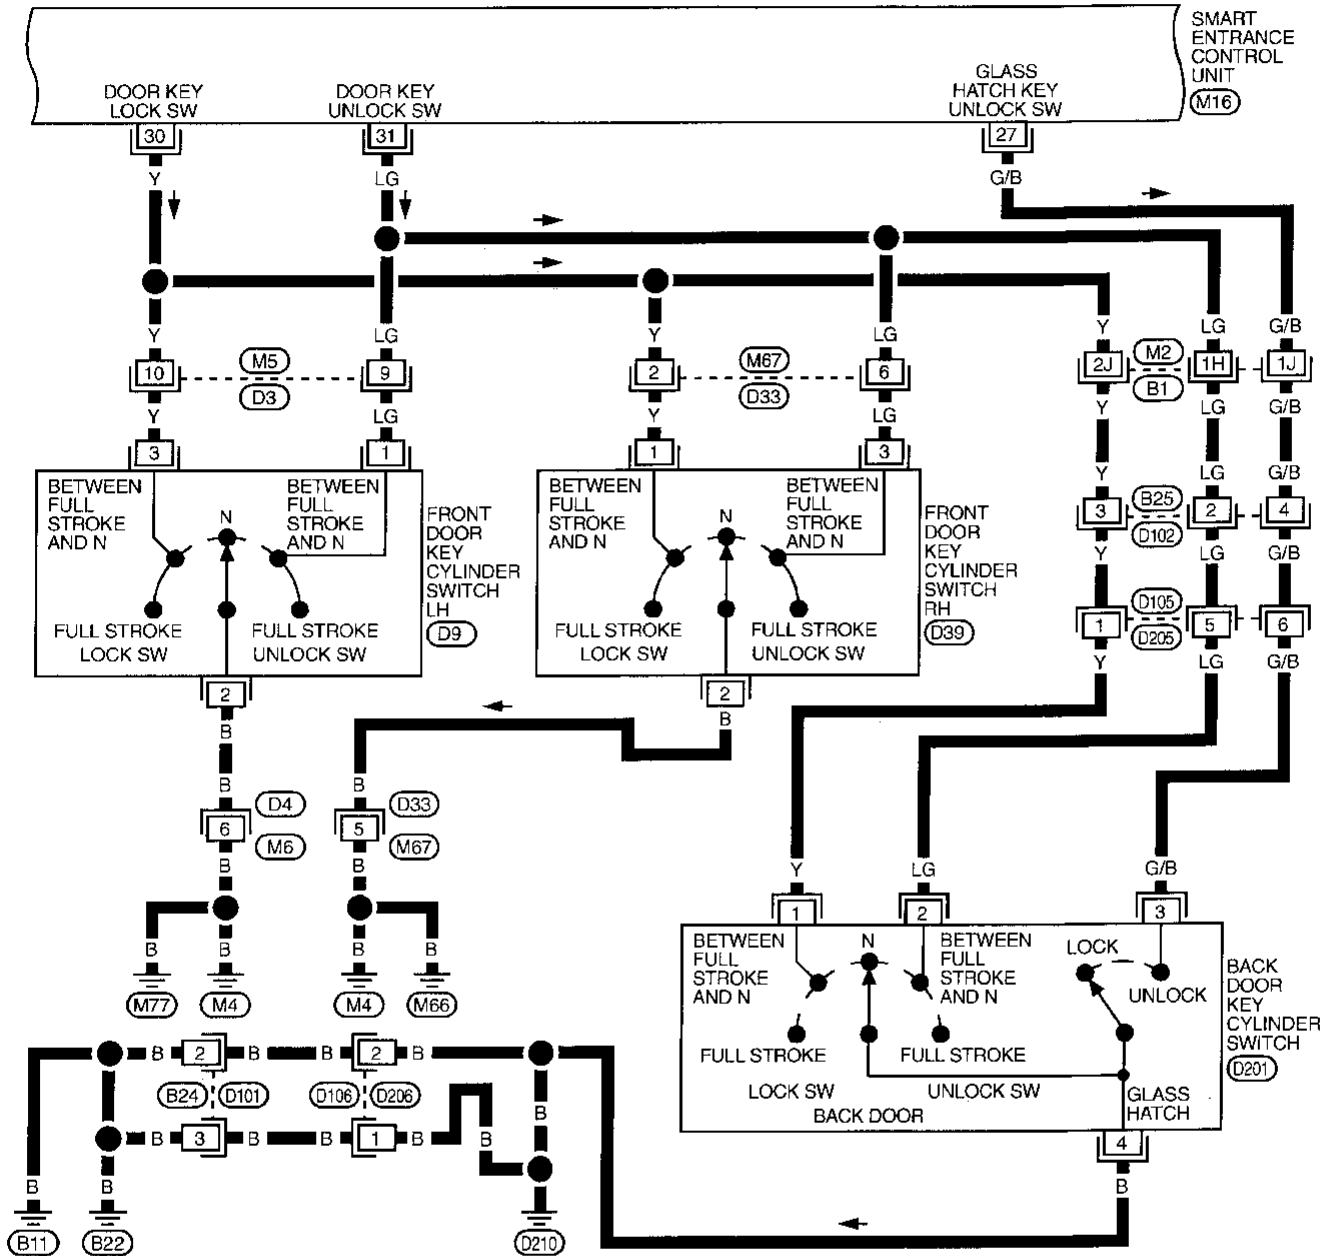 SMART
ENTRANCE
CONTROL
UNIT
M16
DOOR KEY
LOCK SW
DOOR KEY
UNLOCK SW
GLASS
HATCH KEY
UNLOCK SW
30
31
27
Y
LG
G/B
Y
LG
Y
LG
Y
LG
G/B
10
M5
9
2
M67
6
2J
M2
1H
1J
D3
D33
B1
Y
LG
Y
LG
Y
LG
G/B
3
1
1
3
BETWEEN
FULL
STROKE
AND N
BETWEEN
FULL
STROKE
AND N
N
FULL STROKE
LOCK SW
FULL STROKE
UNLOCK SW
FRONT
DOOR
KEY
CYLINDER
SWITCH
LH
D9
BETWEEN
FULL
STROKE
AND N
BETWEEN
FULL
STROKE
AND N
N
FULL STROKE
LOCK SW
FULL STROKE
UNLOCK SW
FRONT
DOOR
KEY
CYLINDER
SWITCH
RH
D39
Y
LG
G/B
3
B25
2
4
D102
Y
LG
G/B
1
D105
5
6
D205
Y
LG
G/B
2
2
B
B
B
B
6
D4
M6
5
D33
M67
B
B
B
B
B
B
M77
M4
M4
M66
Y
LG
G/B
1
2
3
BETWEEN
FULL
STROKE
AND N
N
BETWEEN
FULL
STROKE
AND N
LOCK
UNLOCK
FULL STROKE
LOCK SW
FULL STROKE
UNLOCK SW
BACK DOOR
GLASS
HATCH
BACK
DOOR
KEY
CYLINDER
SWITCH
D201
4
B
B
2
B
B
2
B
B24
D101
D106
D206
B
3
B
B
1
B
B
B
B
B
B
B11
B22
D210